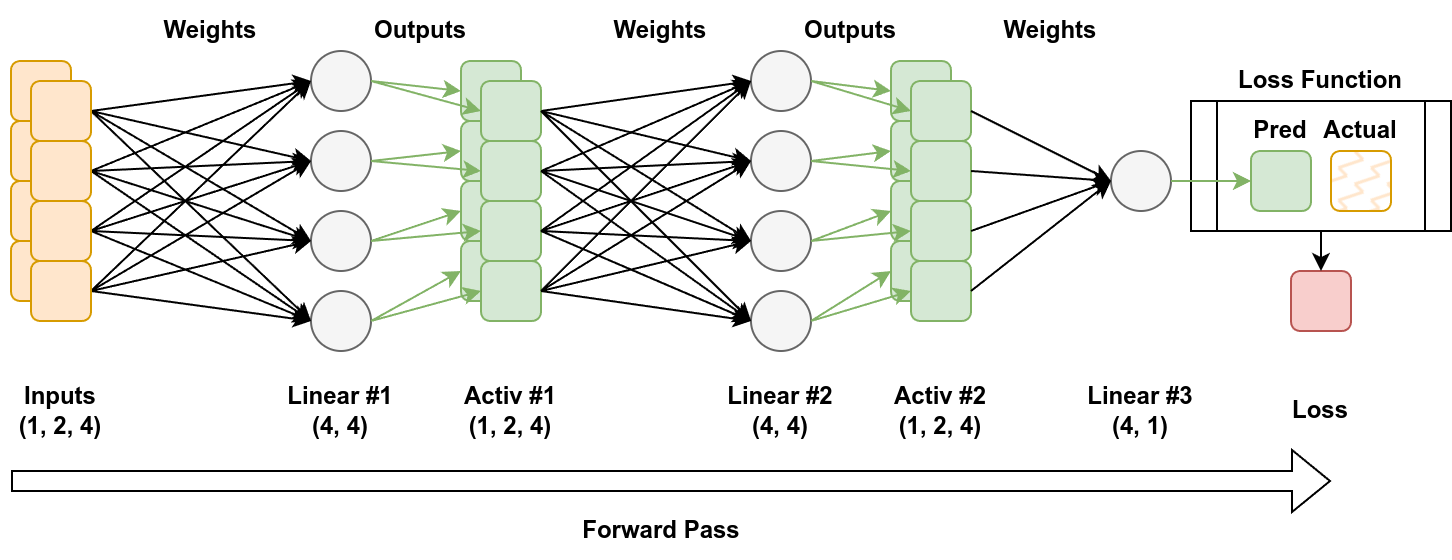 Weights
Outputs
Weights
Outputs
Weights
Loss Function
Pred
Actual
Inputs
(1, 2, 4)
Linear #1
(4, 4)
Activ #1
(1, 2, 4)
Linear #2
(4, 4)
Activ #2
(1, 2, 4)
Linear #3
(4, 1)
Loss
Forward Pass